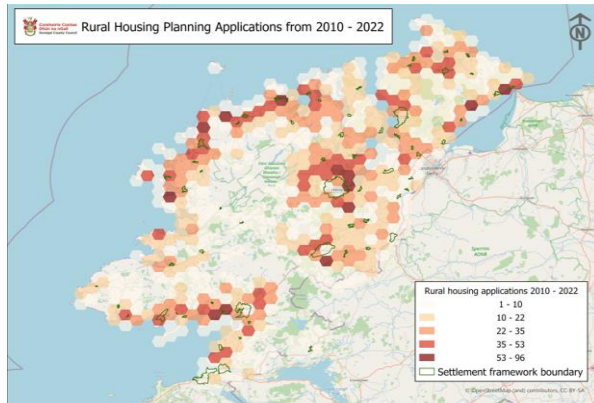 Comhairle Contae
Dhún na nGall
Donegal County Council
Rural Housing Planning Applications from 2010 - 2022
N
Sperrin
AONB
Rural housing applications 2010 - 2022
1 - 10
10 - 22
22 - 35
35 - 53
53 - 96
Settlement framework boundary
© OpenStreetMap (and) contributors, CC-BY-SA